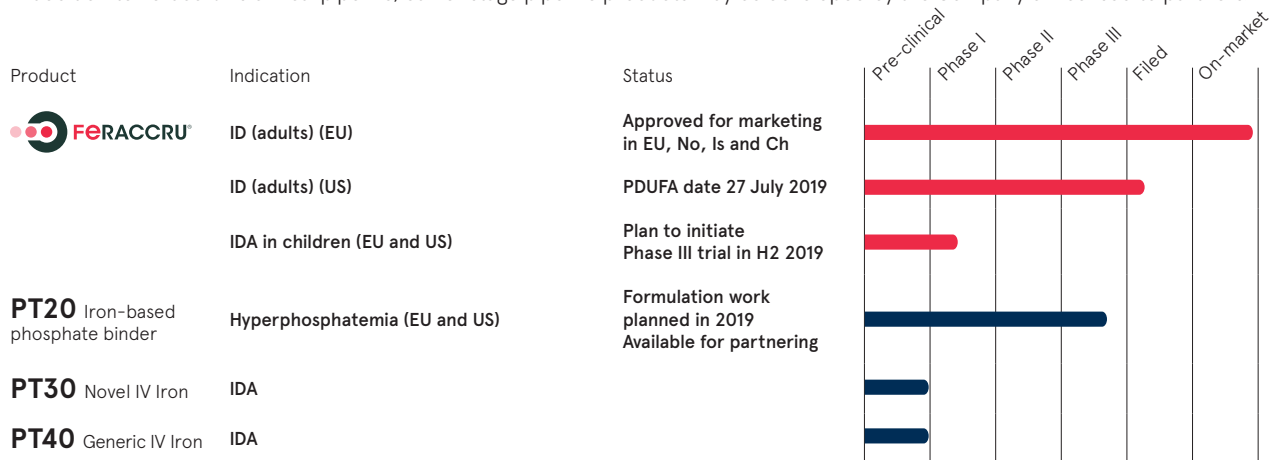 Pre-clinical
Phase I
Phase II
Phase III
Filed
On-market
Product
Indication
Status
FeRACCRU®
ID (adults) (EU)
Approved for marketing
in EU, No, Is and Ch
ID (adults) (US)
PDUFA date 27 July 2019
IDA in children (EU and US)
Plan to initiate
Phase III trial in H2 2019
PT20 Iron-based
phosphate binder
Hyperphosphatemia (EU and US)
Formulation work
planned in 2019
Available for partnering
PT30 Novel IV Iron
IDA
PT40 Generic IV Iron
IDA